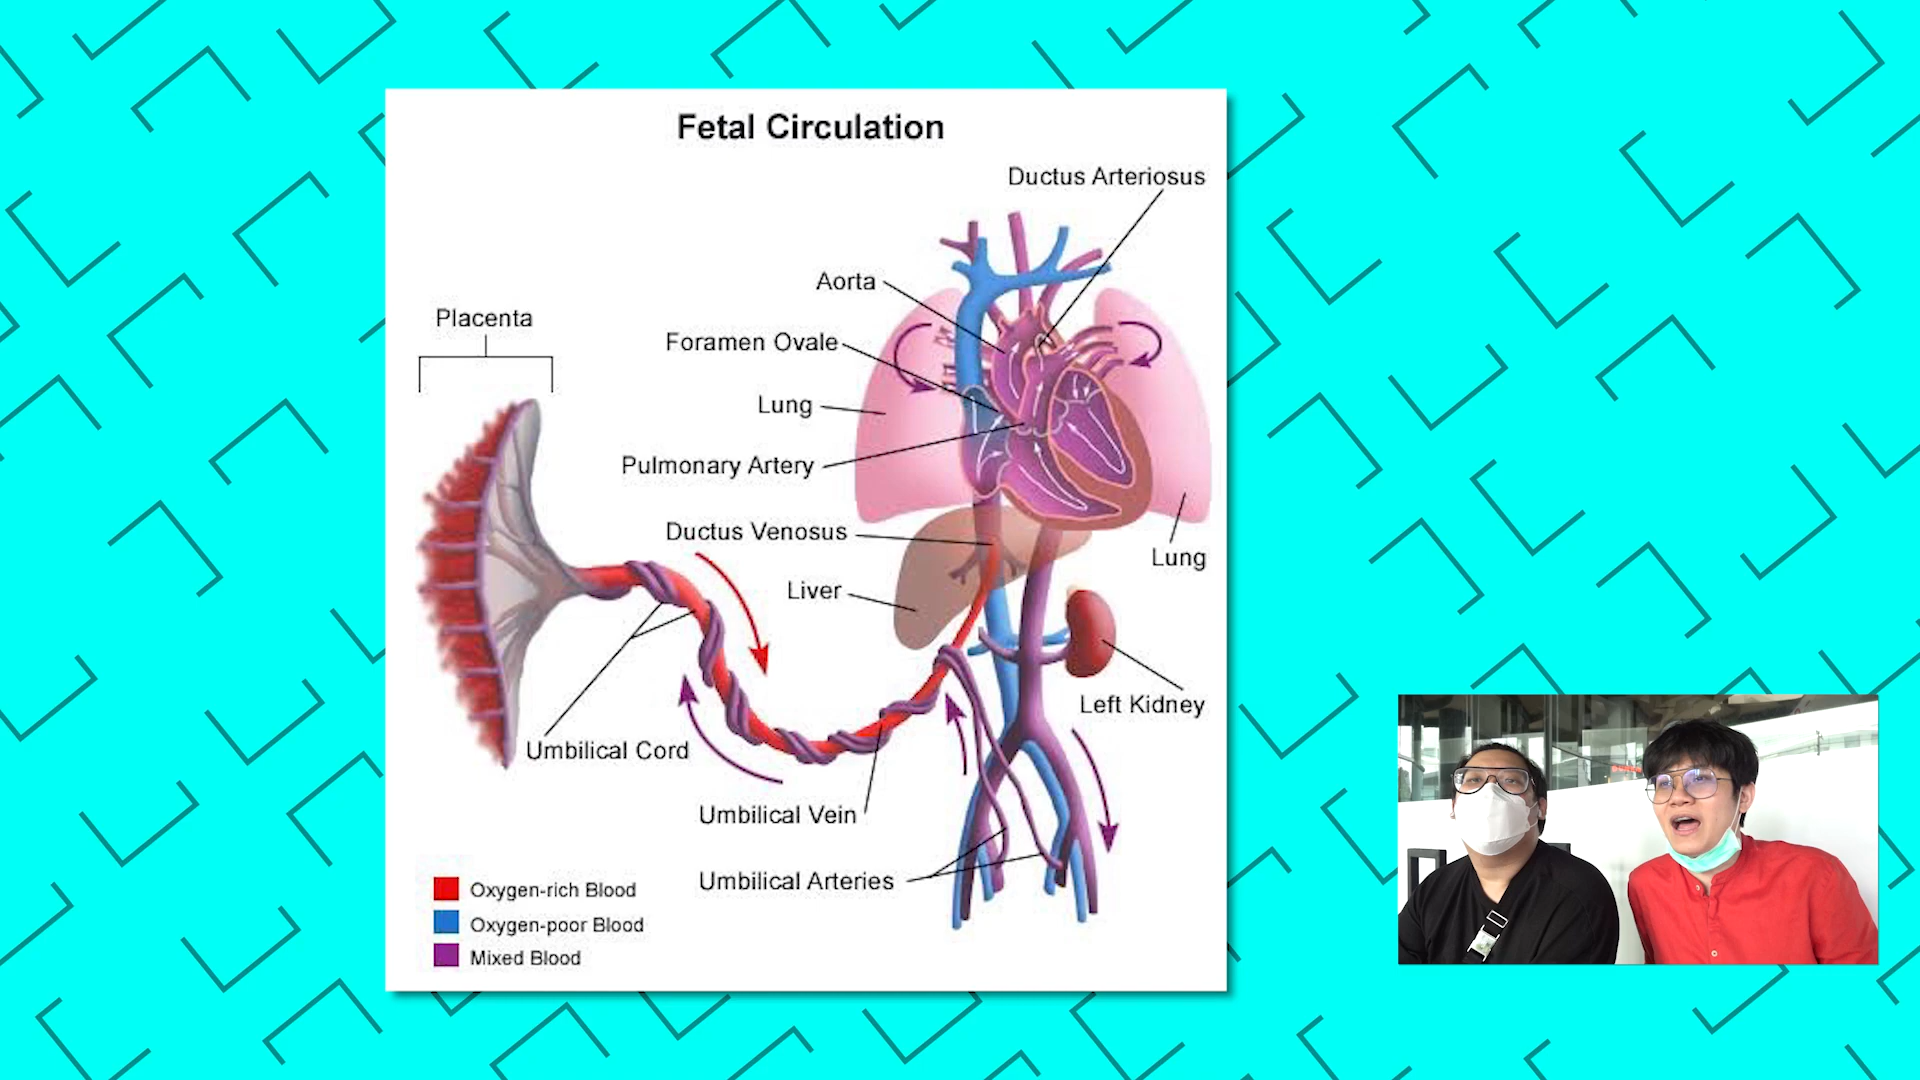 Fetal Circulation
Ductus Arteriosus
Aorta
Placenta
Foramen Ovale
Lung
Pulmonary Artery
Ductus Venosus
Lung
Liver
Left Kidney
Umbilical Cord
Umbilical Vein
Umbilical Arteries
Oxygen-rich Blood
Oxygen-poor Blood
Mixed Blood